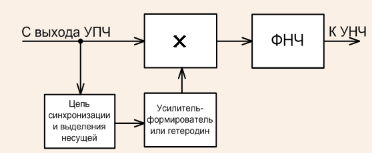 С выхода УПЧ
×
ФНЧ
К УНЧ
Цепь
синхронизации
и выделения
несущей
Усилитель-
формирователь
или гетеродин